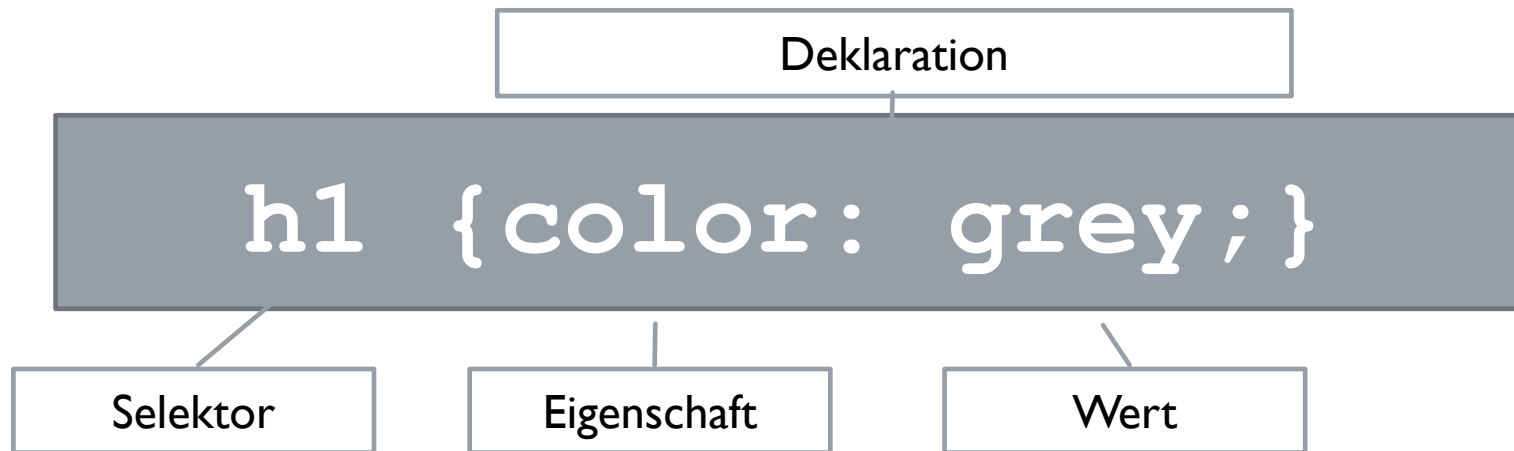 Deklaration
h1 {color: grey;}
Selektor
Eigenschaft
Wert